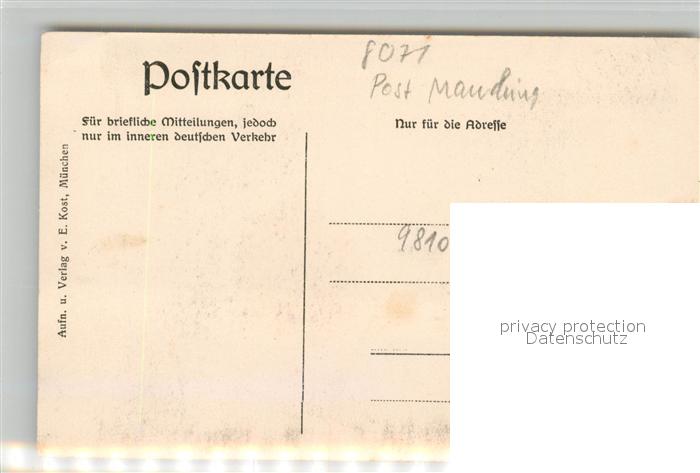 8071
Postkarte
Post Manching
Für briefliche Mitteilungen, jedoch
nur im inneren deutschen Verkehr
Nur für die Adresse
Aufn. u. Verlag v. E. Kost, München
9810
privacy protection
Datenschutz